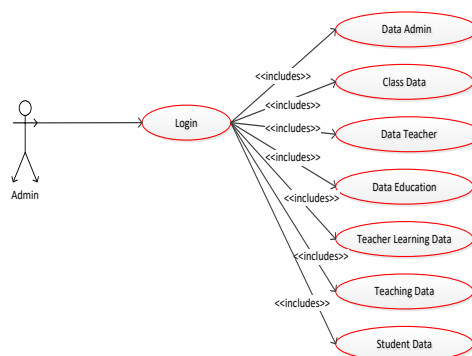 Data Admin
<<includes>>
Class Data
<<includes>>
Login
<<includes>>
Data Teacher
<<includes>>
Data Education
Admin
<<includes>>
Teacher Learning Data
<<includes>>
Teaching Data
<<includes>>
Student Data